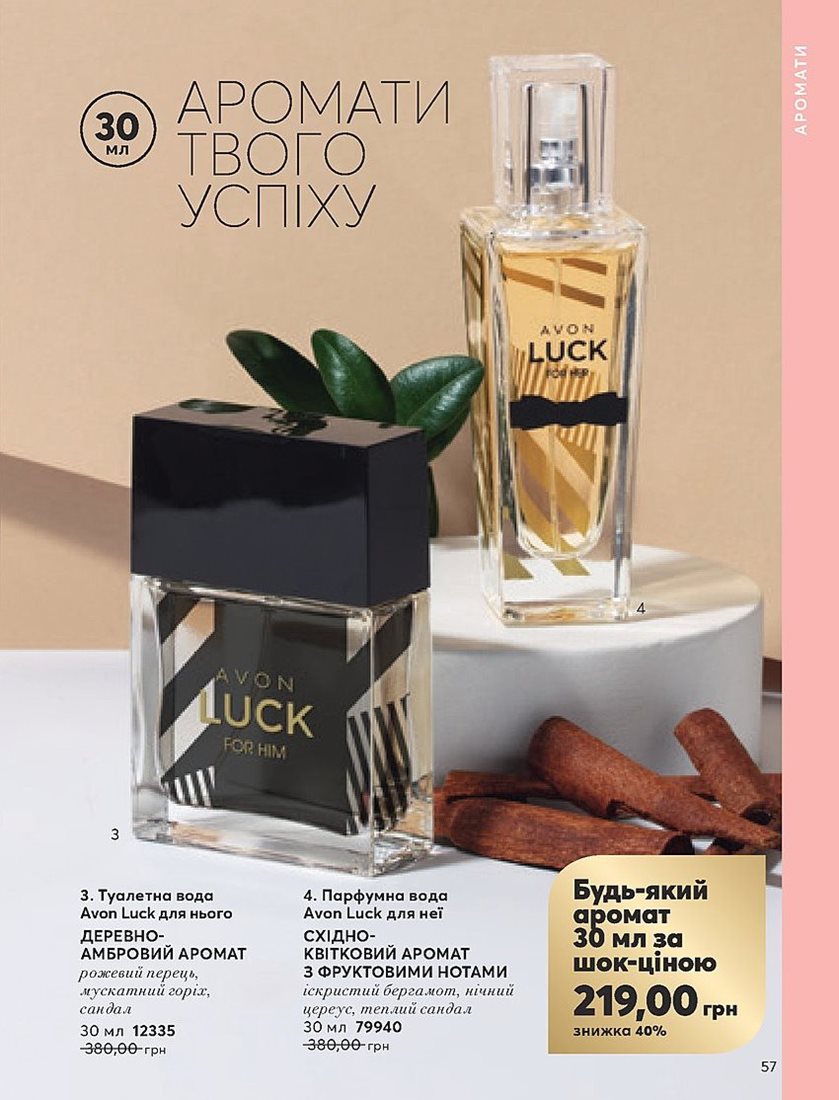 АРОМАТИ
30
МЛ
АРОМАТИ
ТВОГО
УСПІХУ
AVON
LUCK
FOR HER
4
AVON
LUCK
FOR HIM
3
3. Туалетна вода
Avon Luck для нього
ДЕРЕВНО-
АМБРОВИЙ АРОМАТ
рожевий перець,
мускатний горіх,
сандал
30 мл 12335
380,00 грн
4. Парфумна вода
Avon Luck для неї
СХІДНО-
КВІТКОВИЙ АРОМАТ
З ФРУКТОВИМИ НОТАМИ
іскристий бергамот, нічний
цереус, теплий сандал
30 мл 79940
380,00 грн
Будь-який
аромат
30 мл за
шок-ціною
219,00 грн
знижка 40%
57